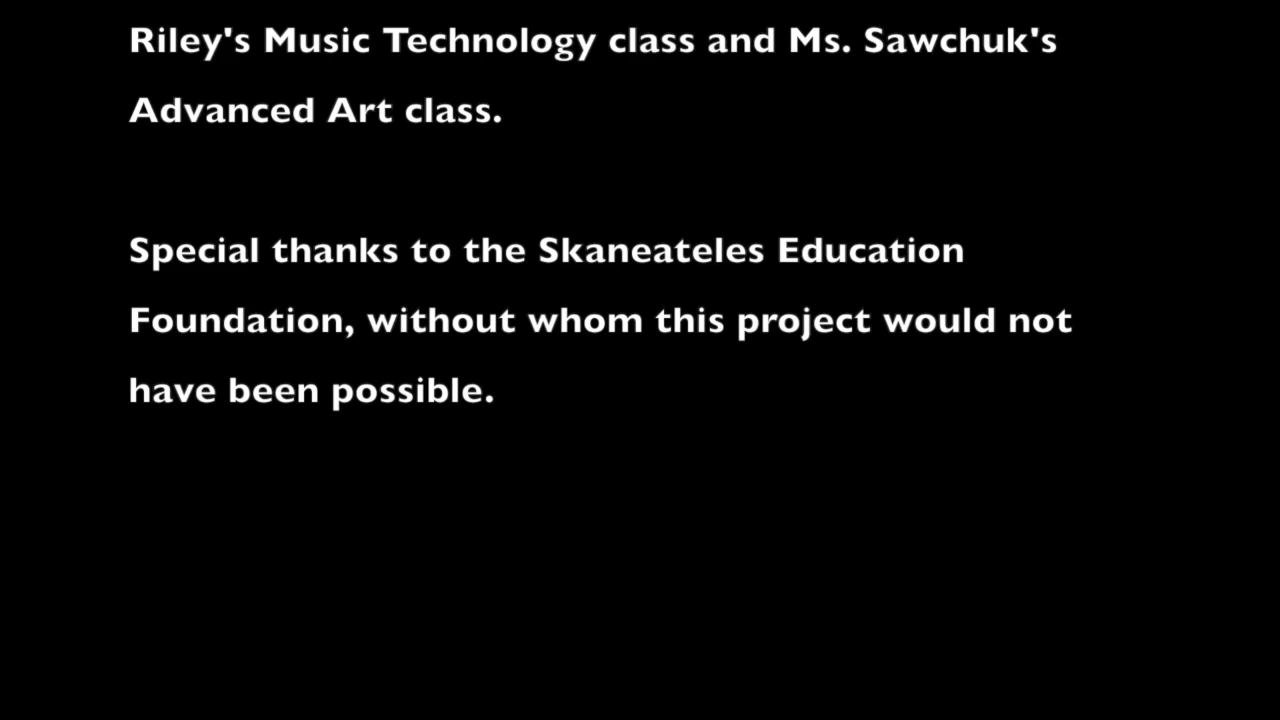 Riley's Music Technology class and Ms. Sawchuk's
Advanced Art class.
Special thanks to the Skaneateles Education
Foundation, without whom this project would not
have been possible.